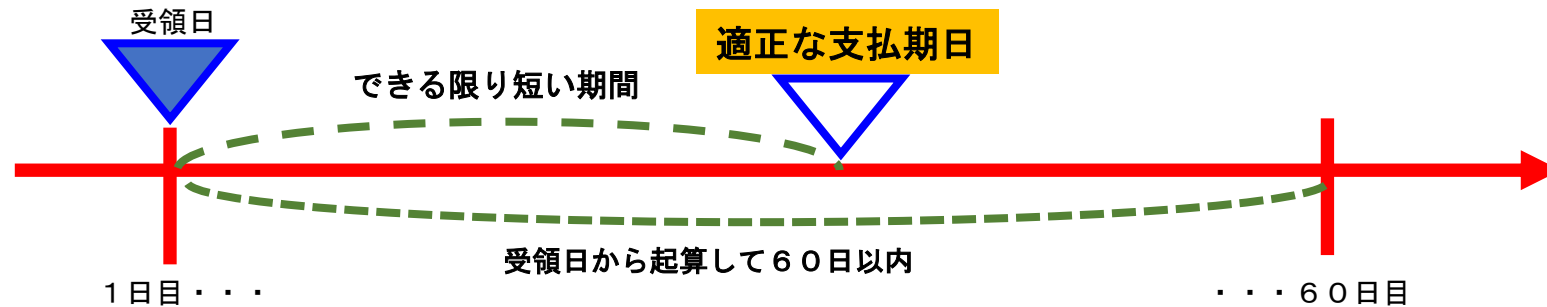 受領日
適正な支払期日
できる限り短い期間
受領日から起算して６０日以内
１日目・・・
・・・６０日目